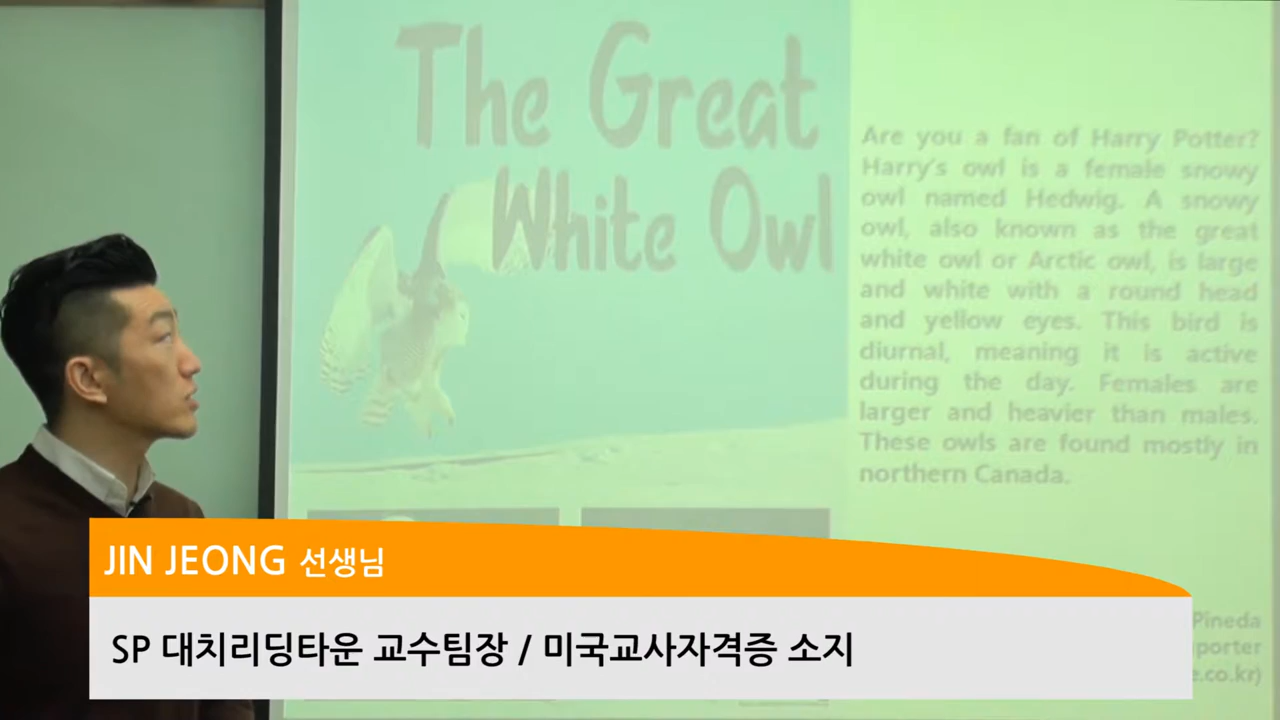 The Great
White Owl
Are you a fan of Harry Potter?
Harry's owl is a female snowy
owl named Hedwig. A snowy
owl, also known as the great
white owl or Arctic owl, is large
and white with a round head
and yellow eyes. This bird is
diurnal, meaning it is active
during the day. Females are
larger and heavier than males.
These owls are found mostly in
northern Canada.
Pineda
porter
e.co.kr)
JIN JEONG 선생님
SP 대치리딩타운 교수팀장 / 미국교사자격증 소지